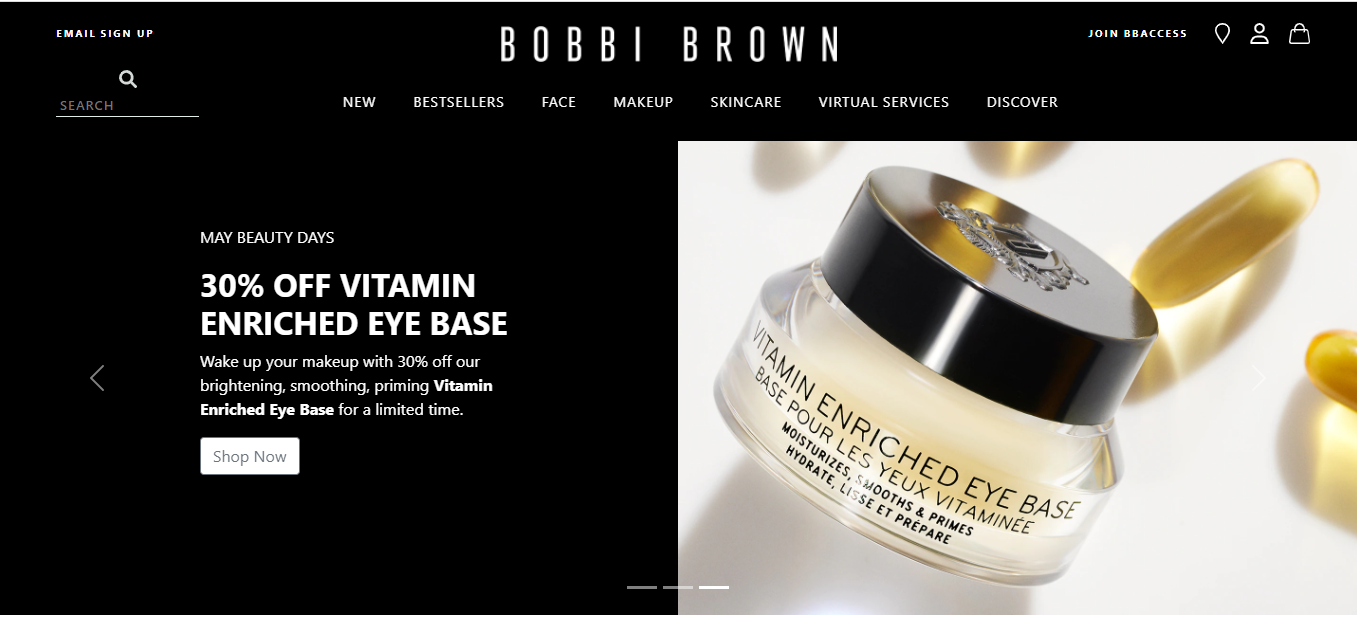 EMAIL SIGN UP
BOBBI BROWN
JOIN BBACCESS
SEARCH
NEW BESTSELLERS FACE MAKEUP SKINCARE VIRTUAL SERVICES DISCOVER
MAY BEAUTY DAYS
30% OFF VITAMIN
ENRICHED EYE BASE
Wake up your makeup with 30% off our
brightening, smoothing, priming Vitamin
Enriched Eye Base for a limited time.
Shop Now
VITAMIN ENRICHED EYE BASE
BASE POUR LES YEUX VITAMINÉE
MOISTURIZES, SMOOTHS & PRIMES
HYDRATE, LISSE ET PRÉPARE